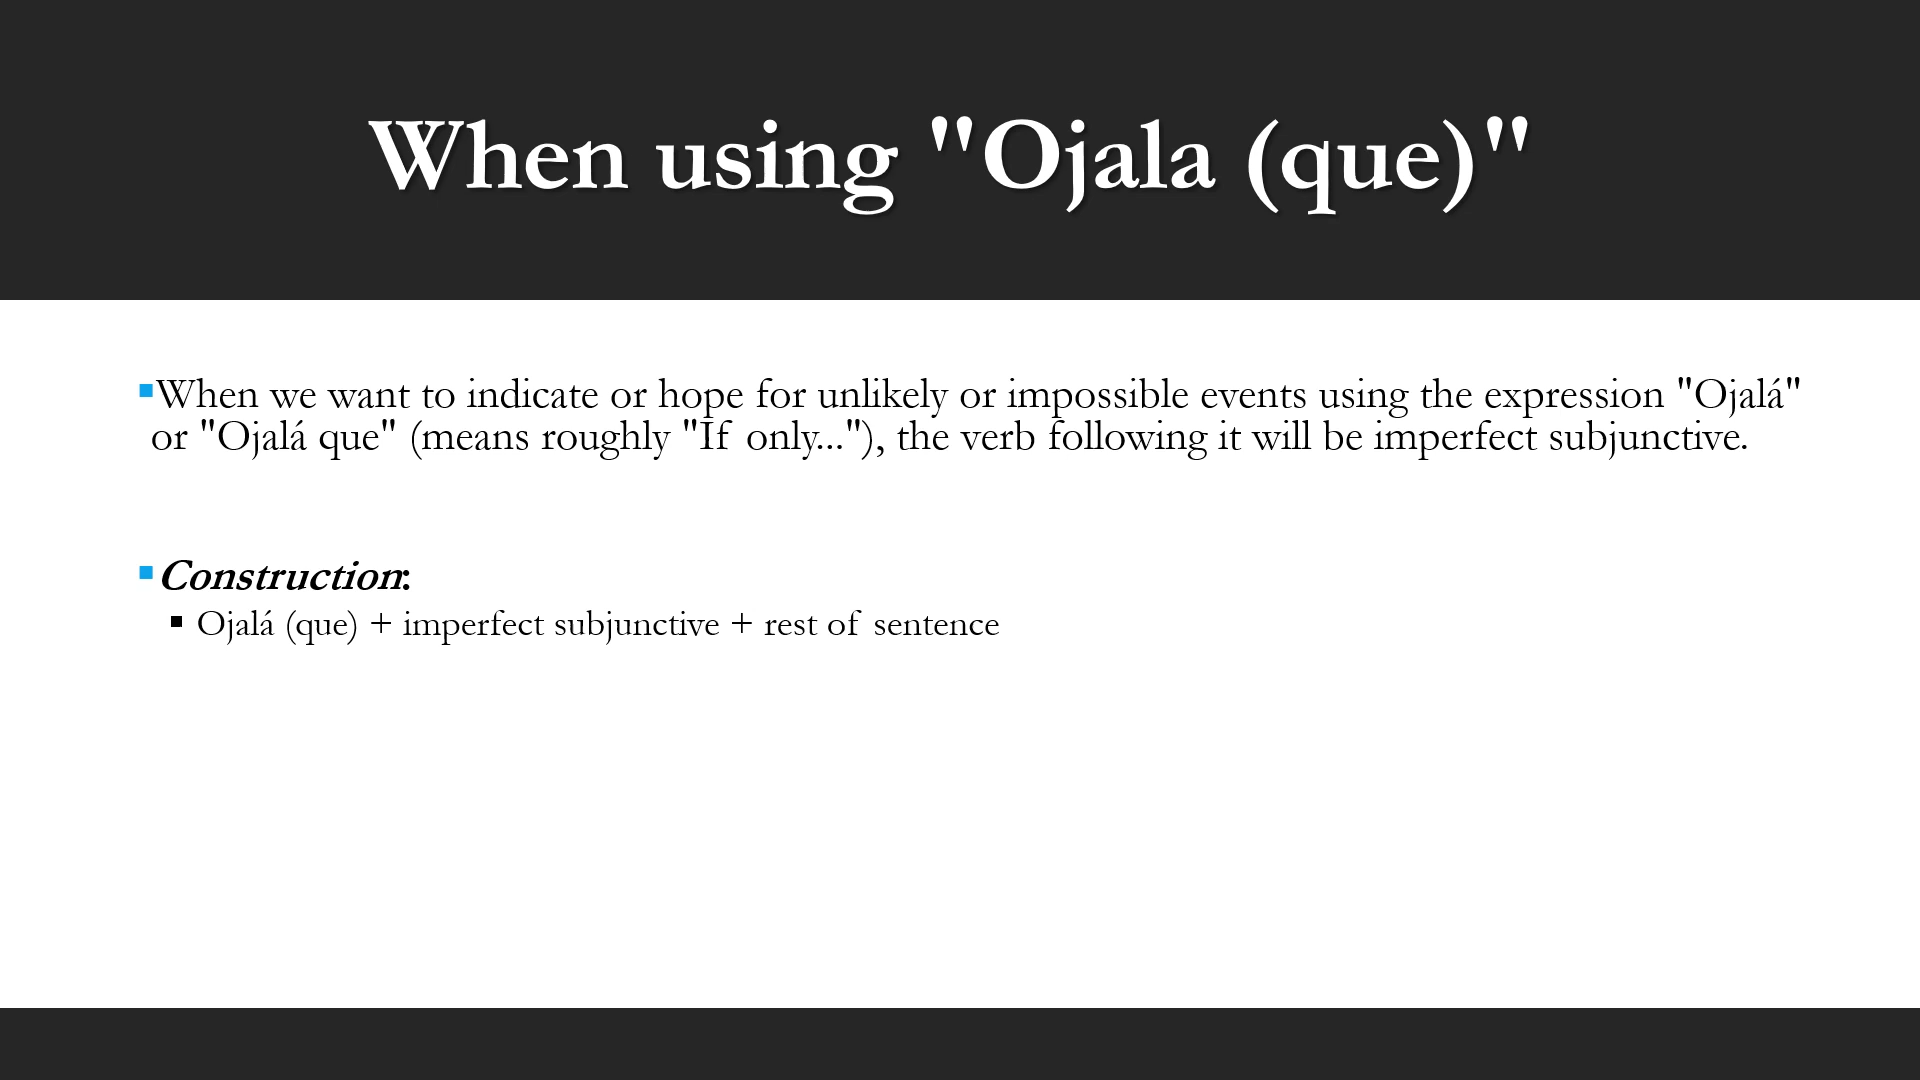 When using "Ojala (que)"
When we want to indicate or hope for unlikely or impossible events using the expression "Ojalá"
or "Ojalá que" (means roughly "If only..."), the verb following it will be imperfect subjunctive.
Construction:
Ojalá (que) + imperfect subjunctive + rest of sentence